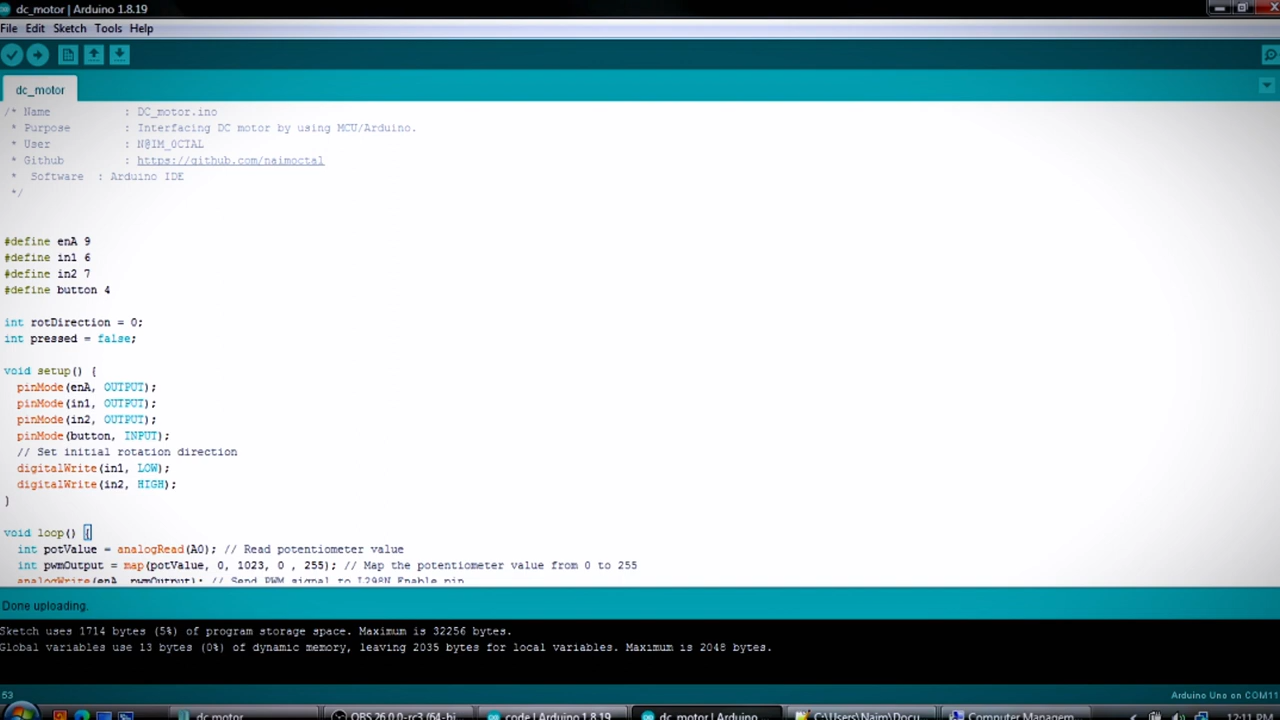 dc_motor | Arduino 1.8.19
File Edit Sketch Tools Help
dc_motor
/* Name : DC_motor.ino
* Purpose : Interfacing DC motor by using MCU/Arduino.
* User : N@IM_0CTAL
* Github : https://github.com/naimoctal
* Software : Arduino IDE
*/
#define enA 9
#define in1 6
#define in2 7
#define button 4
int rotDirection = 0;
int pressed = false;
void setup() {
pinMode(enA, OUTPUT);
pinMode(in1, OUTPUT);
pinMode(in2, OUTPUT);
pinMode(button, INPUT);
// Set initial rotation direction
digitalWrite(in1, LOW);
digitalWrite(in2, HIGH);
}
void loop() {
int potValue = analogRead(A0); // Read potentiometer value
int pwmOutput = map(potValue, 0, 1023, 0 , 255); // Map the potentiometer value from 0 to 255
analogWrite(enA, pwmOutput); // Send PWM signal to L298N Enable pin
Done uploading.
Sketch uses 1714 bytes (5%) of program storage space. Maximum is 32256 bytes.
Global variables use 13 bytes (0%) of dynamic memory, leaving 2035 bytes for local variables. Maximum is 2048 bytes.
53 Arduino Uno on COM11
dc_motor OBS 26.0.0-rc3 (64-bi... code | Arduino 1.8.19 dc_motor | Arduino... C:\Users\Naim\Docu... Computer Managem... 12:11 PM